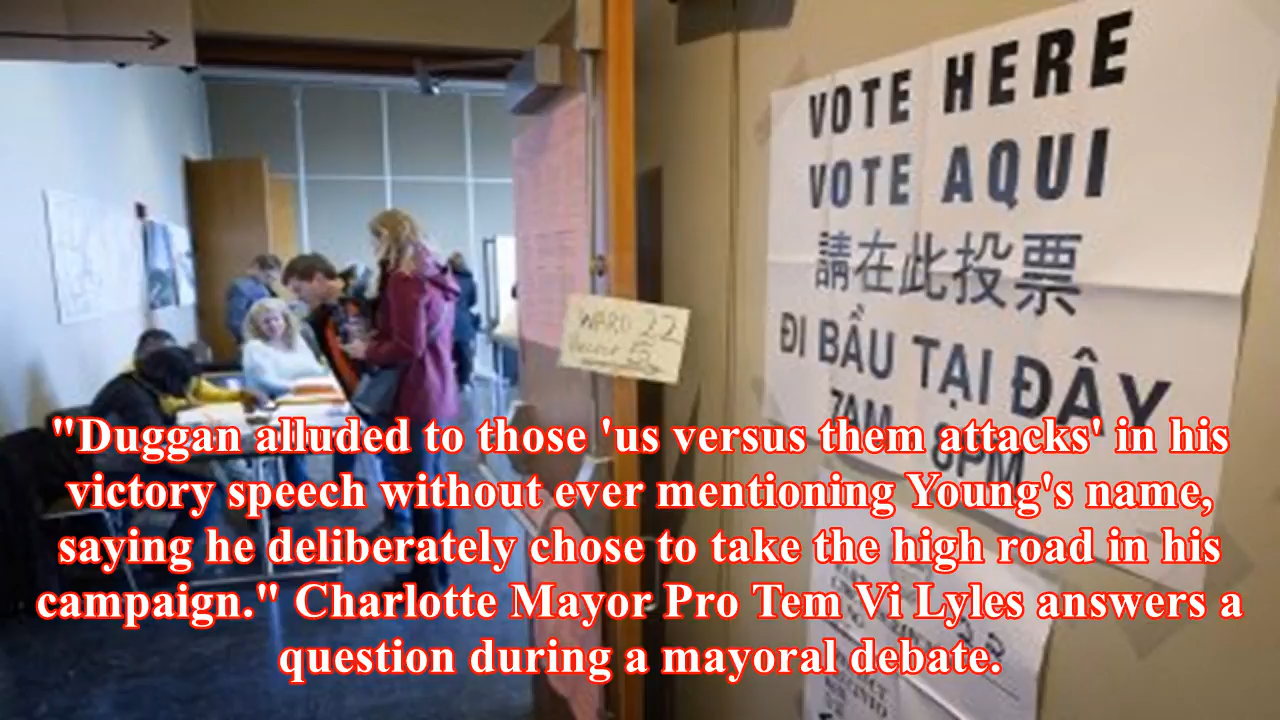 VOTE HERE
VOTE AQUI
請在此投票
ĐI BẦU TẠI ĐÂY
7AM 8PM
WARD 22
"Duggan alluded to those 'us versus them attacks' in his
victory speech without ever mentioning Young's name,
saying he deliberately chose to take the high road in his
campaign." Charlotte Mayor Pro Tem Vi Lyles answers a
question during a mayoral debate.